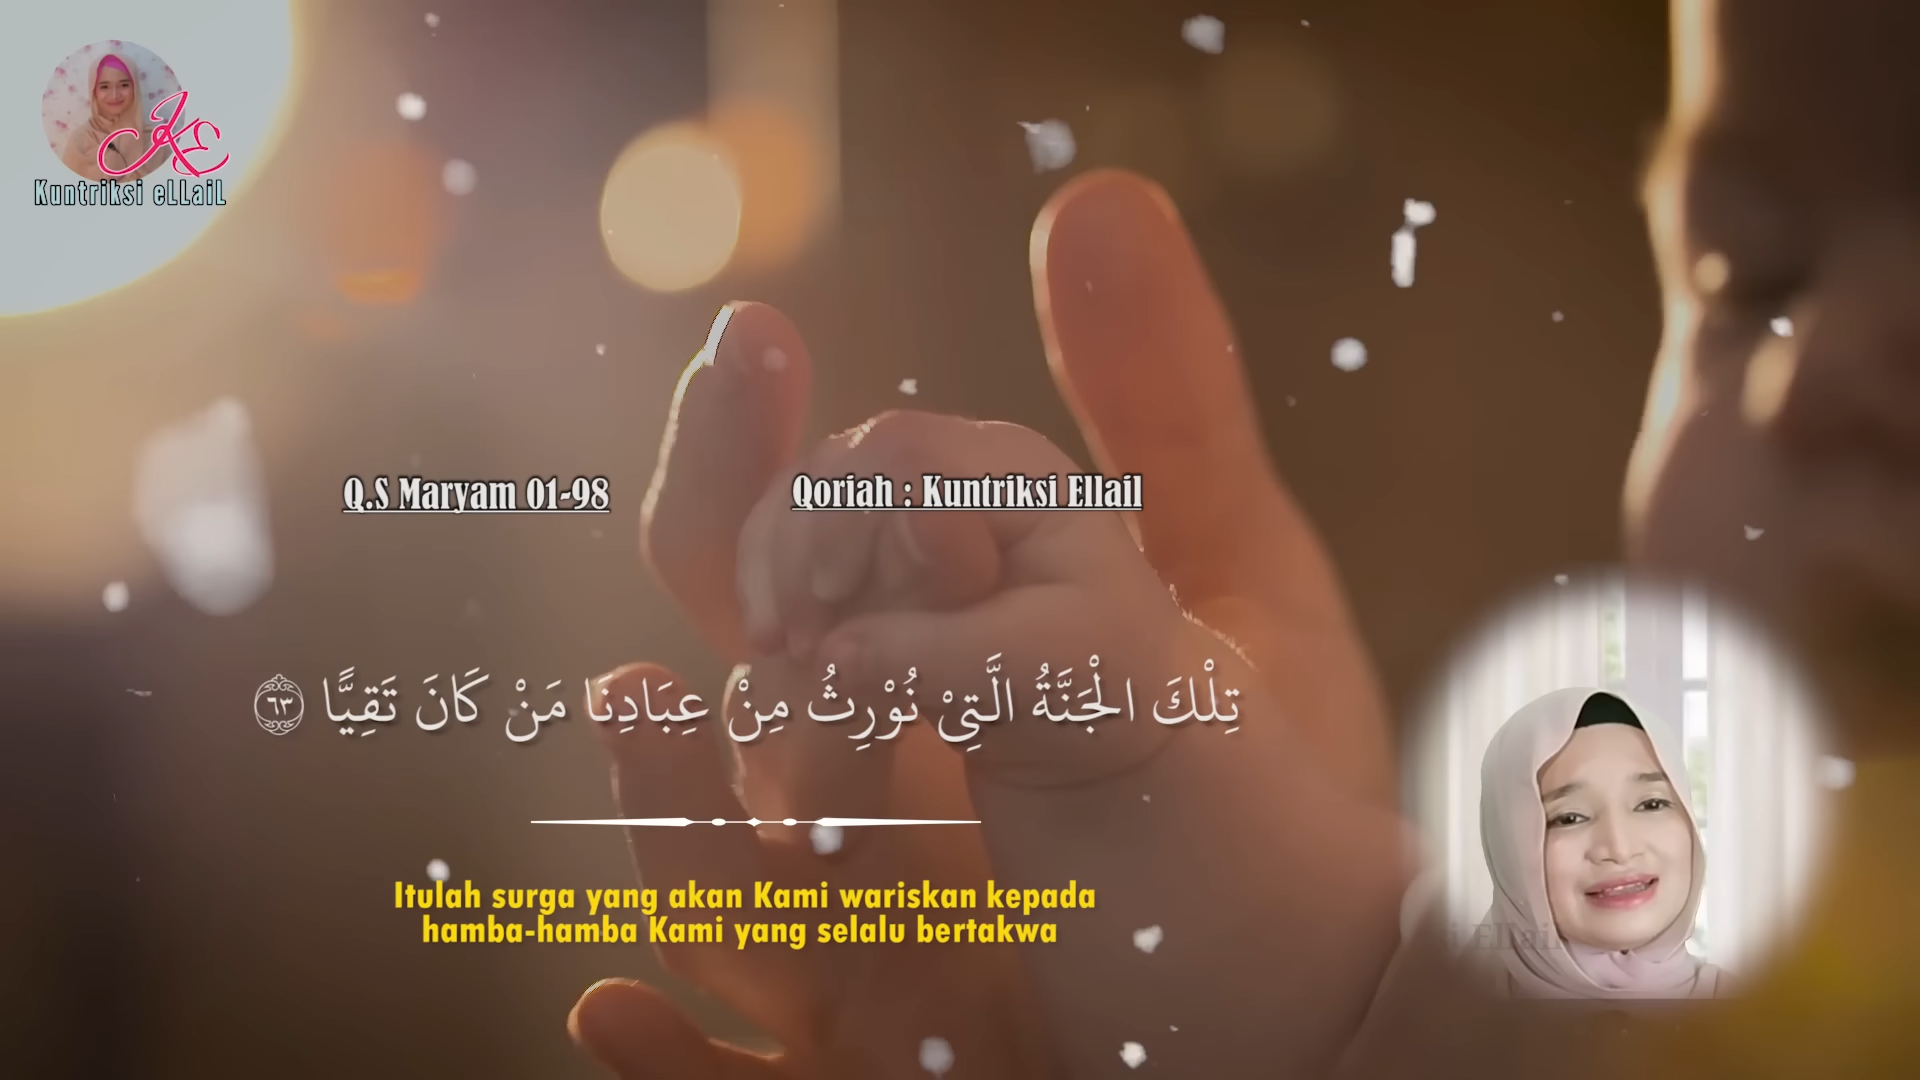 KE
Kuntriksi eLLaiL
Q.S Maryam 01-98
Qoriah : Kuntriksi Ellail
تِلْكَ الْجَنَّةُ الَّتِيْ نُوْرِثُ مِنْ عِبَادِنَا مَنْ كَانَ تَقِيًّا ٦٣
Itulah surga yang akan Kami wariskan kepada
hamba-hamba Kami yang selalu bertakwa